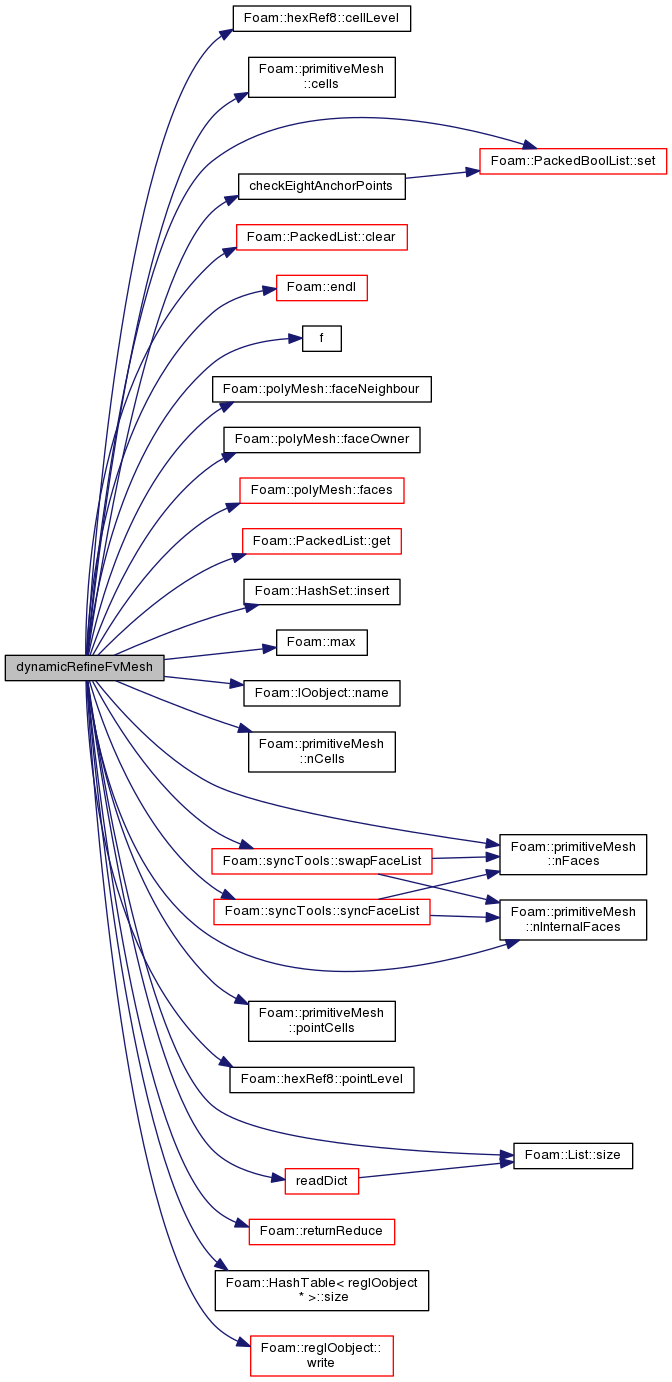 Foam::hexRef8::cellLevel
Foam::primitiveMesh
::cells
Foam::PackedBoolList::set
checkEightAnchorPoints
Foam::PackedList::clear
Foam::endl
f
Foam::polyMesh::faceNeighbour
Foam::polyMesh::faceOwner
Foam::polyMesh::faces
Foam::PackedList::get
Foam::HashSet::insert
Foam::max
dynamicRefineFvMesh
Foam::IOobject::name
Foam::primitiveMesh
::nCells
Foam::primitiveMesh
::nFaces
Foam::syncTools::swapFaceList
Foam::syncTools::syncFaceList
Foam::primitiveMesh
::nInternalFaces
Foam::primitiveMesh
::pointCells
Foam::hexRef8::pointLevel
Foam::List::size
readDict
Foam::returnReduce
Foam::HashTable< regIOobject
* >::size
Foam::regIOobject::
write